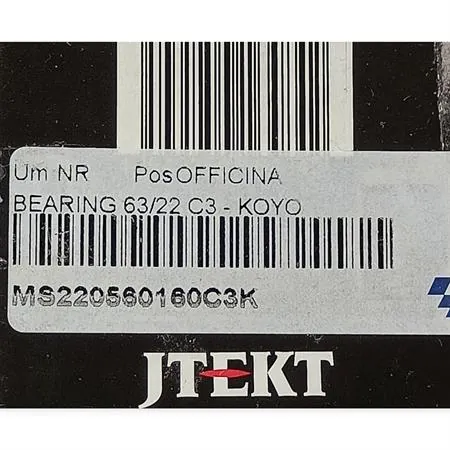 Um NR PosOFFICINA
BEARING 63/22 C3 - KOYO
MS220560160C3K
JTEKT